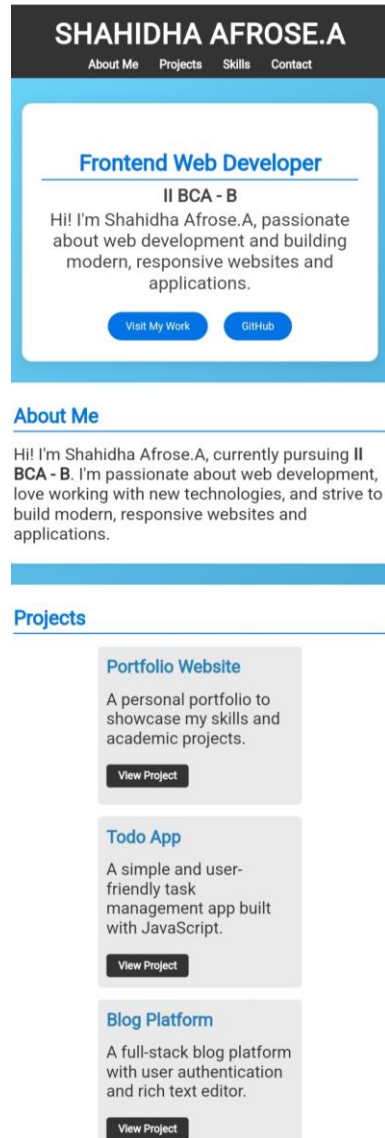 SHAHIDHA AFROSE.A
About Me Projects Skills Contact
Frontend Web Developer
II BCA - B
Hi! I'm Shahidha Afrose.A, passionate
about web development and building
modern, responsive websites and
applications.
Visit My Work GitHub
About Me
Hi! I'm Shahidha Afrose.A, currently pursuing II
BCA - B. I'm passionate about web development,
love working with new technologies, and strive to
build modern, responsive websites and
applications.
Projects
Portfolio Website
A personal portfolio to
showcase my skills and
academic projects.
View Project
Todo App
A simple and user-
friendly task
management app built
with JavaScript.
View Project
Blog Platform
A full-stack blog platform
with user authentication
and rich text editor.
View Project